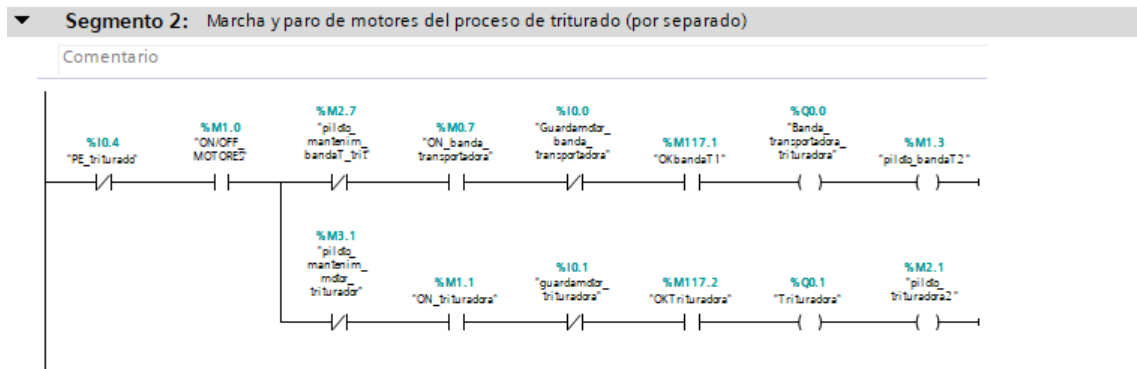 Segmento 2: Marcha y paro de motores del proceso de triturado (por separado)
Comentario
%I0.4
"PE_triturado"
%M1.0
"ON/OFF_
MOTORES"
%M2.7
"piloto_
mantenim_
bandaT_trit"
%M0.7
"ON_banda_
transportadora"
%I0.0
"Guardamotor_
banda_
transportadora"
%M117.1
"OKbandaT1"
%Q0.0
"Banda_
transportadora_
trituradora"
%M1.3
"piloto_bandaT2"
%M3.1
"piloto_
mantenim_
motor_
triturador"
%M1.1
"ON_trituradora"
%I0.1
"guardamotor_
trituradora"
%M117.2
"OKTrituradora"
%Q0.1
"Trituradora"
%M2.1
"piloto_
trituradora2"